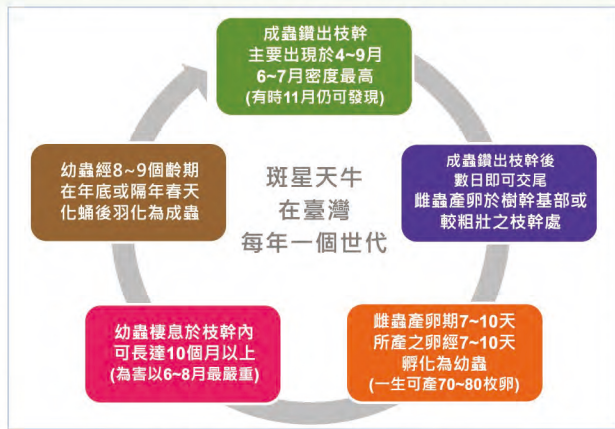 成蟲鑽出枝幹
主要出現於4~9月
6~7月密度最高
(有時11月仍可發現)
成蟲鑽出枝幹後
數日即可交尾
雌蟲產卵於樹幹基部或
較粗壯之枝幹處
雌蟲產卵期7~10天
所產之卵經7~10天
孵化為幼蟲
(一生可產70~80枚卵)
幼蟲棲息於枝幹內
可長達10個月以上
(為害以6~8月最嚴重)
幼蟲經8~9個齡期
在年底或隔年春天
化蛹後羽化為成蟲
斑星天牛
在臺灣
每年一個世代